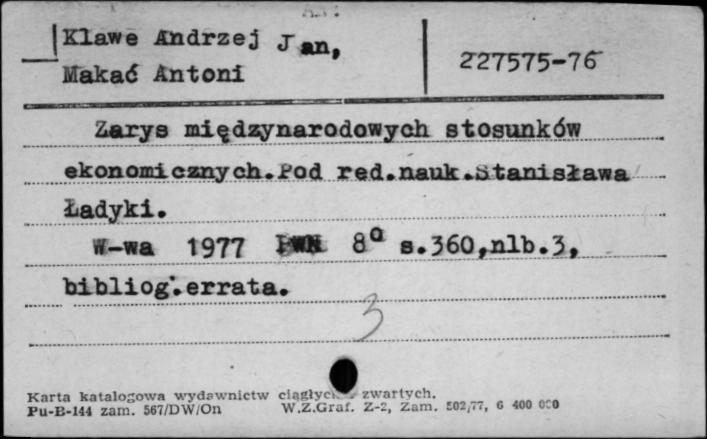 Klawe Andrzej Jan,
Makać Antoni
227575-76
Zarys międzynarodowych stosunków
ekonomicznych.Pod red.nauk.Stanisława
Ładyki.
W-wa 1977 PWN 8° s.360,nlb.3,
bibliog.errata.
3
Karta katalogowa wydawnictw zwartych.
Pu-B-144 zam. 567/DW/On W.Z.Graf. Z-2, Zam. 502/77, 6 400 000